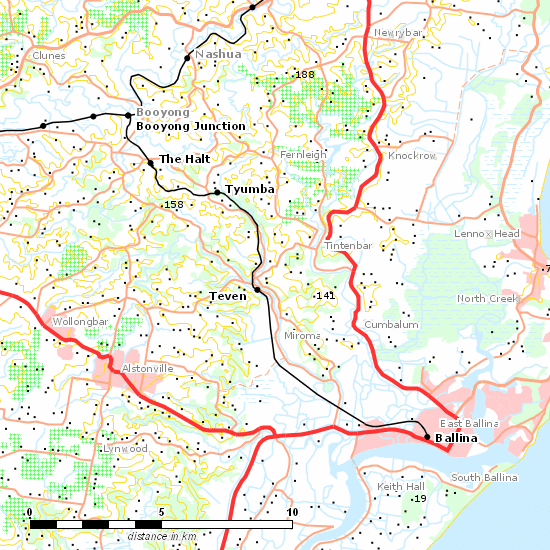 Newrybar
Clunes
Nashua
188
Booyong
Booyong Junction
The Halt
Fernleigh
Knockrow
Tyumba
158
Lennox Head
Tintenbar
7
Teven
141
North Creek
Wollongbar
Cumbalum
Miroma
Alstonville
East Ballina
Ballina
Lynwood
South Ballina
Keith Hall
19
0 5 10
distance in km